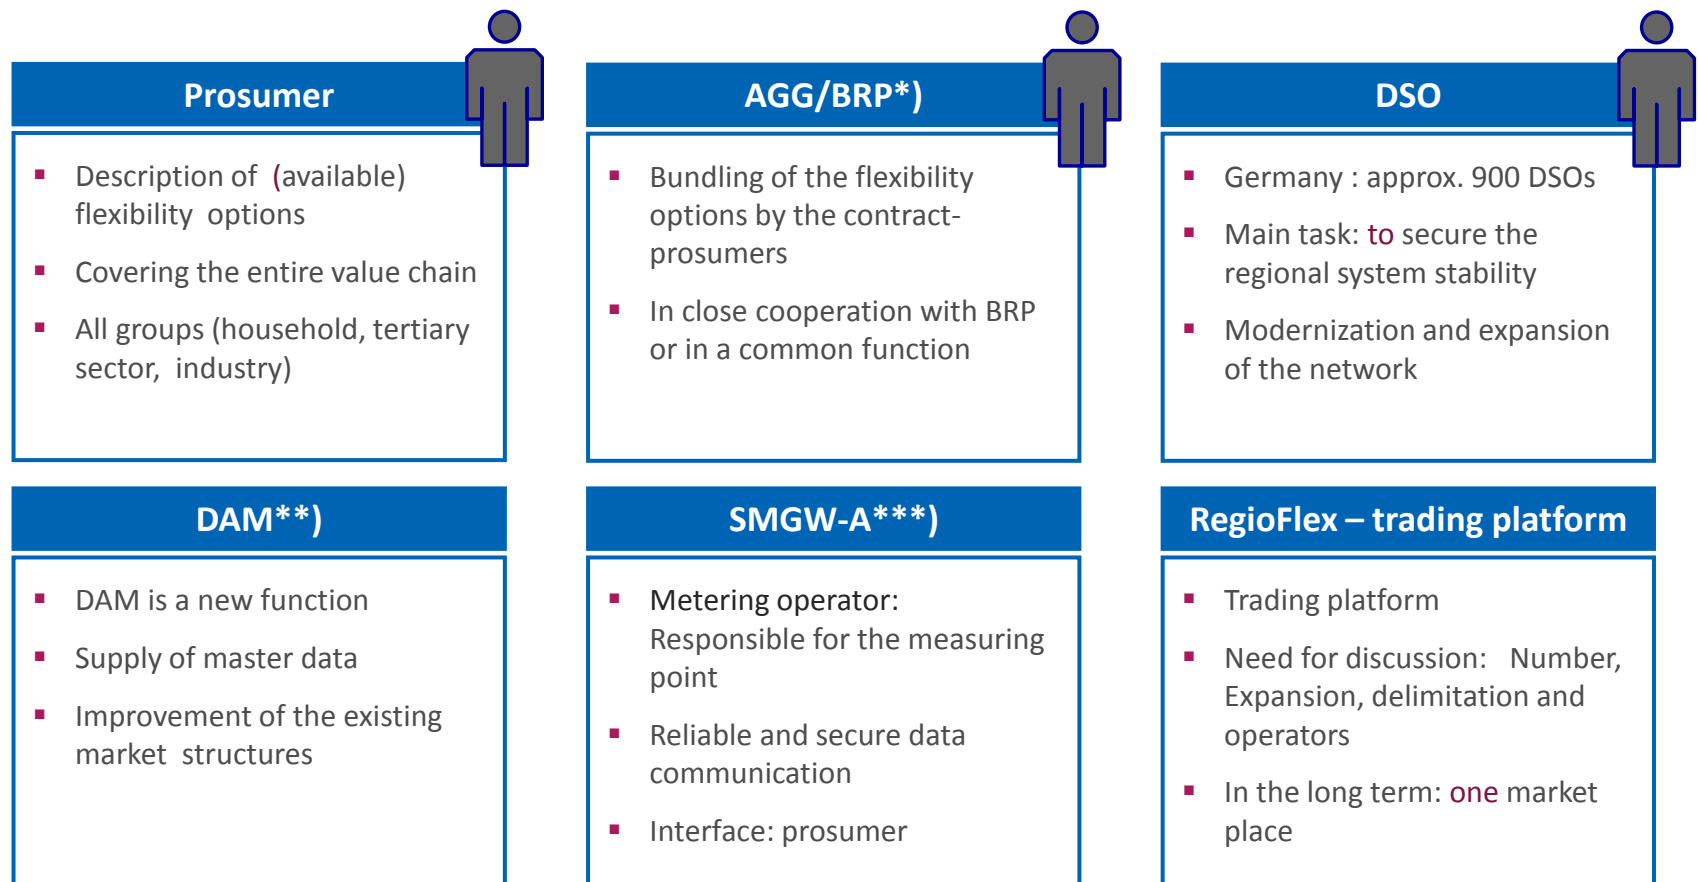 Prosumer
▪ Description of (available)
flexibility options
▪ Covering the entire value chain
▪ All groups (household, tertiary
sector, industry)
AGG/BRP*)
▪ Bundling of the flexibility
options by the contract-
prosumers
▪ In close cooperation with BRP
or in a common function
DSO
▪ Germany : approx. 900 DSOs
▪ Main task: to secure the
regional system stability
▪ Modernization and expansion
of the network
DAM**)
▪ DAM is a new function
▪ Supply of master data
▪ Improvement of the existing
market structures
SMGW-A***)
▪ Metering operator:
Responsible for the measuring
point
▪ Reliable and secure data
communication
▪ Interface: prosumer
RegioFlex – trading platform
▪ Trading platform
▪ Need for discussion: Number,
Expansion, delimitation and
operators
▪ In the long term: one market
place